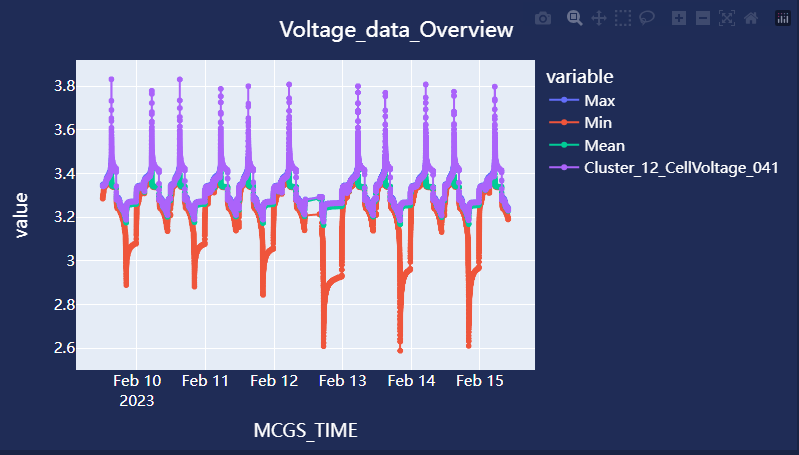 Voltage_data_Overview
variable
Max
Min
Mean
Cluster_12_CellVoltage_041
value
3.8
3.6
3.4
3.2
3
2.8
2.6
Feb 10
2023
Feb 11
Feb 12
Feb 13
Feb 14
Feb 15
MCGS_TIME